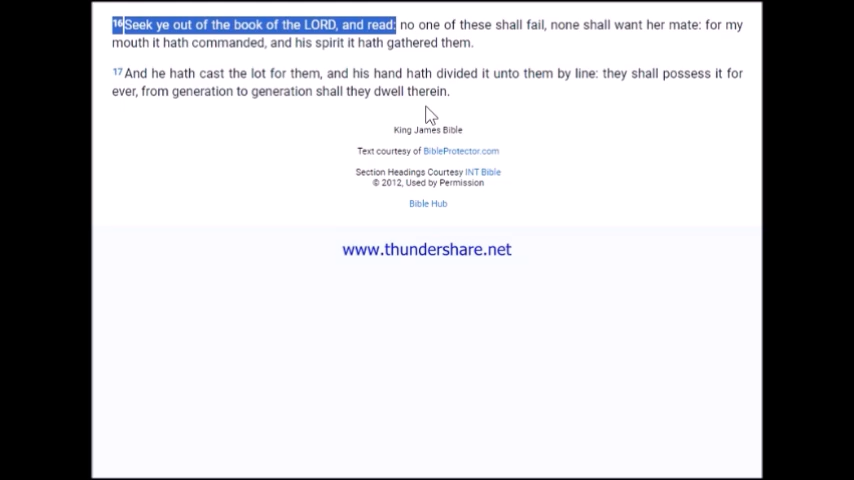 16Seek ye out of the book of the LORD, and read: no one of these shall fail, none shall want her mate: for my
mouth it hath commanded, and his spirit it hath gathered them.
17And he hath cast the lot for them, and his hand hath divided it unto them by line: they shall possess it for
ever, from generation to generation shall they dwell therein.
King James Bible
Text courtesy of BibleProtector.com
Section Headings Courtesy INT Bible
© 2012, Used by Permission
Bible Hub
www.thundershare.net